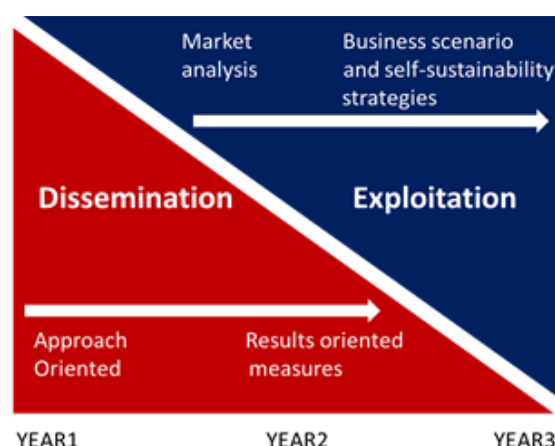 Market
analysis
Business scenario
and self-sustainability
strategies
Dissemination
Exploitation
Approach
Oriented
Results oriented
measures
YEAR1
YEAR2
YEAR3